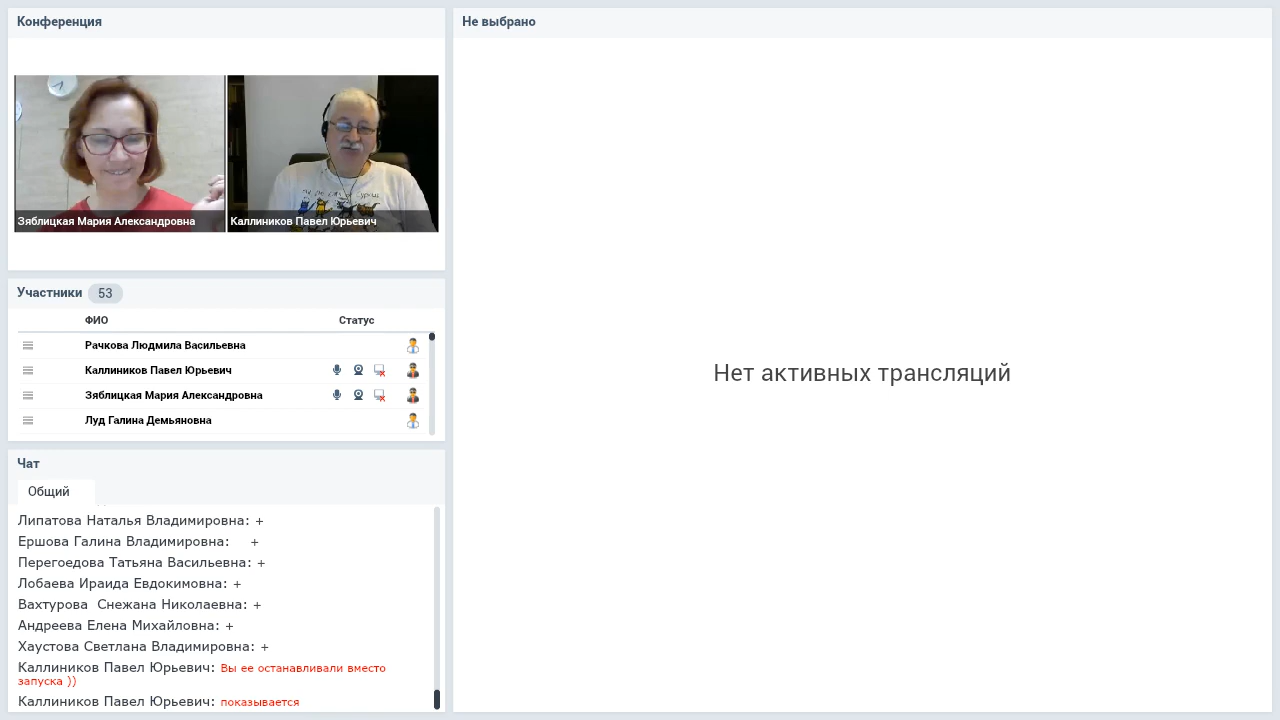 Конференция
Зяблицкая Мария Александровна
Каллиников Павел Юрьевич
Участники 53
ФИО Статус
Рачкова Людмила Васильевна
Каллиников Павел Юрьевич
Зяблицкая Мария Александровна
Луд Галина Демьяновна
Чат
Общий
Липатова Наталья Владимировна: +
Ершова Галина Владимировна: +
Перегоедова Татьяна Васильевна: +
Лобаева Ираида Евдокимовна: +
Вахтурова Снежана Николаевна: +
Андреева Елена Михайловна: +
Хаустова Светлана Владимировна: +
Каллиников Павел Юрьевич: Вы ее останавливали вместо
запуска ))
Каллиников Павел Юрьевич: показывается
Не выбрано
Нет активных трансляций